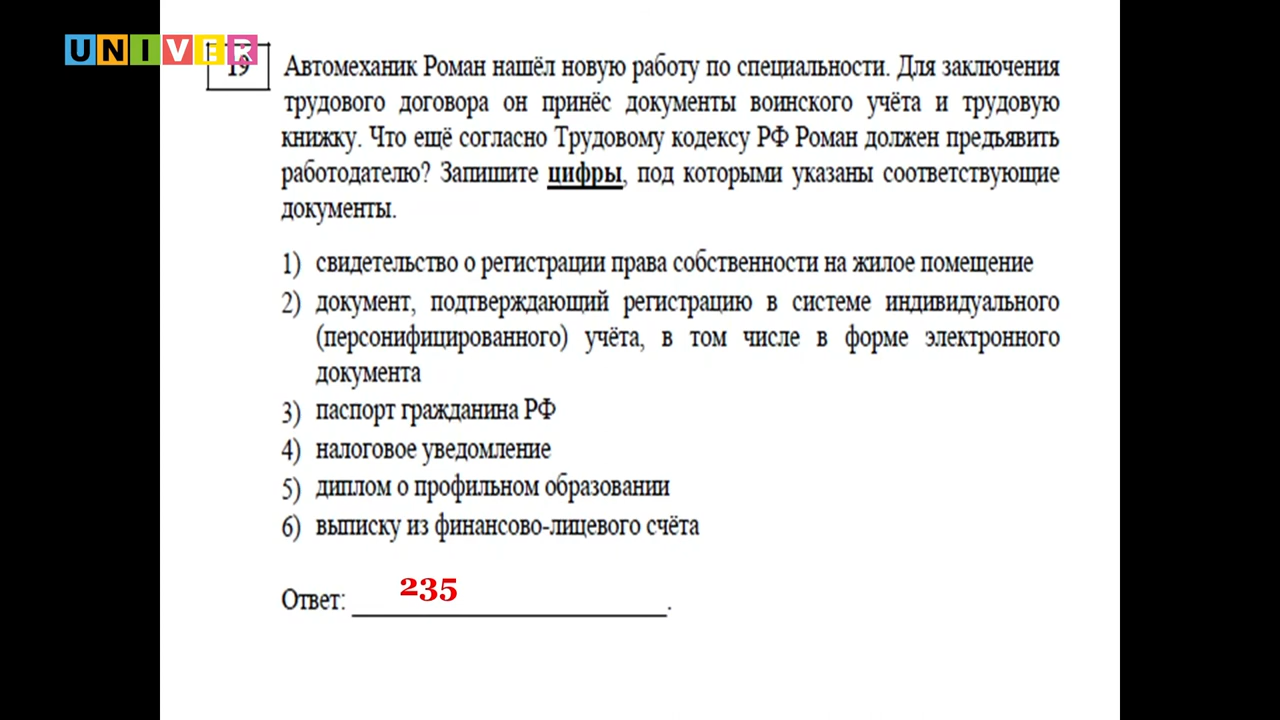 UNIVER
19
Автомеханик Роман нашёл новую работу по специальности. Для заключения
трудового договора он принёс документы воинского учёта и трудовую
книжку. Что ещё согласно Трудовому кодексу РФ Роман должен предъявить
работодателю? Запишите цифры, под которыми указаны соответствующие
документы.
1) свидетельство о регистрации права собственности на жилое помещение
2) документ, подтверждающий регистрацию в системе индивидуального
(персонифицированного) учёта, в том числе в форме электронного
документа
3) паспорт гражданина РФ
4) налоговое уведомление
5) диплом о профильном образовании
6) выписку из финансово-лицевого счёта
Ответ: 235.